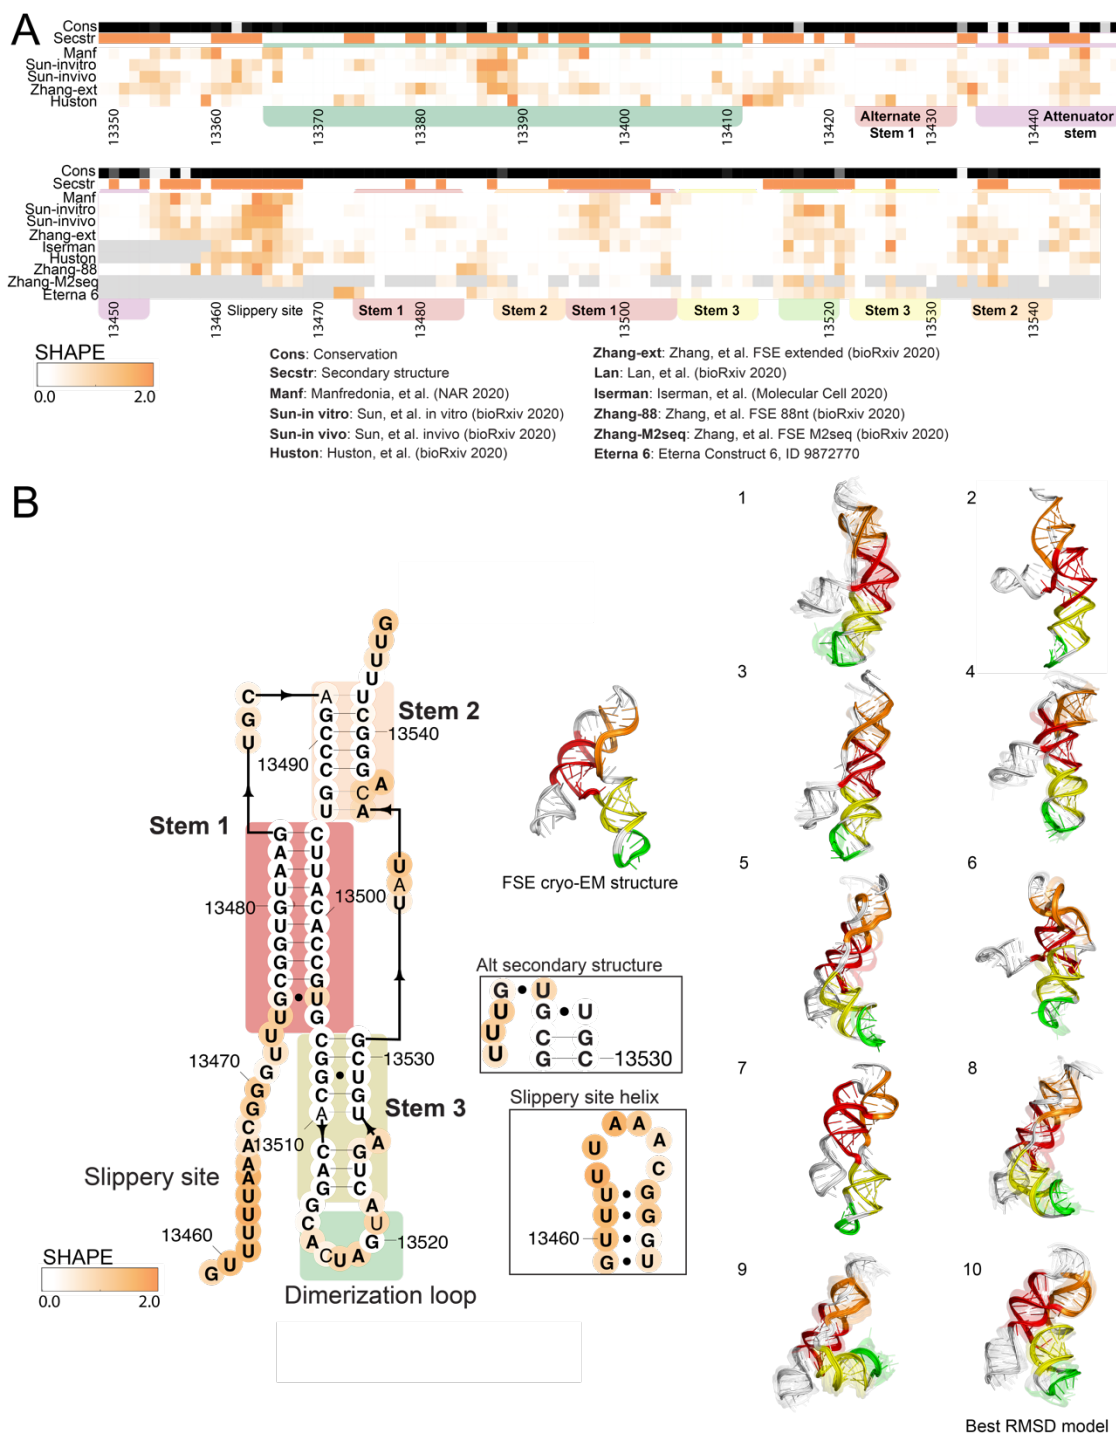 A
Cons
Secstr
Manf
Sun-invitro
Sun-invivo
Zhang-ext
Huston
13350
13360
13370
13380
13390
13400
13410
13420
13430
13440
Alternate
Stem 1
Attenuator
stem
Cons
Secstr
Manf
Sun-invitro
Sun-invivo
Zhang-ext
Iserman
Huston
Zhang-88
Zhang-M2seq
Eterna 6
13450
13460
Slippery site
13470
Stem 1
13480
Stem 2
Stem 1
13500
Stem 3
13520
Stem 3
13530
Stem 2
13540
SHAPE
0.0
2.0
Cons: Conservation
Secstr: Secondary structure
Manf: Manfredonia, et al. (NAR 2020)
Sun-in vitro: Sun, et al. in vitro (bioRxiv 2020)
Sun-in vivo: Sun, et al. invivo (bioRxiv 2020)
Huston: Huston, et al. (bioRxiv 2020)
Zhang-ext: Zhang, et al. FSE extended (bioRxiv 2020)
Lan: Lan, et al. (bioRxiv 2020)
Iserman: Iserman, et al. (Molecular Cell 2020)
Zhang-88: Zhang, et al. FSE 88nt (bioRxiv 2020)
Zhang-M2seq: Zhang, et al. FSE M2seq (bioRxiv 2020)
Eterna 6: Eterna Construct 6, ID 9872770
B
Stem 2
13540
13490
Stem 1
13480
13500
13470
13530
Stem 3
13510
Slippery site
13460
13520
Dimerization loop
SHAPE
0.0
2.0
G U U U U C G G G C A A
C G U
A G C C C G U
G A A U G U G G C G U U U G G
C U U A C A C C G U G
U A U
C G G C A C A G G C A C U A G U A C U G A U G U C G
G U U U U A A A C
FSE cryo-EM structure
Alt secondary structure
G U
U G U
U C G
U G C 13530
Slippery site helix
A A A
U C
U G
U G
13460 U G
G U
1
2
3
4
5
6
7
8
9
10
Best RMSD model